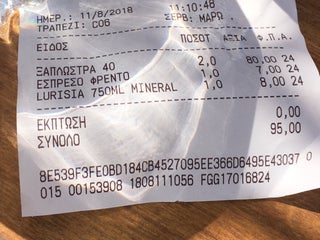 ΗΜΕΡ.: 11/8/2018 11:10:48
ΤΡΑΠΕΖΙ: C06 ΣΕΡΒ: ΜΑΡΩ .
ΕΙΔΟΣ ΠΟΣΟΤ ΑΞΙΑ Φ.Π.Α.
ΞΑΠΛΩΣΤΡΑ 40 2,0 80,00 24
ΕΣΠΡΕΣΟ ΦΡΕΝΤΟ 1,0 7,00 24
LURISIA 750ML MINERAL 1,0 8,00 24
ΕΚΠΤΩΣΗ 0,00
ΣΥΝΟΛΟ 95,00
8E539F3FE0BD184CB4527095EE366D6495E43037 0
015 00153908 1808111056 FGG17016824